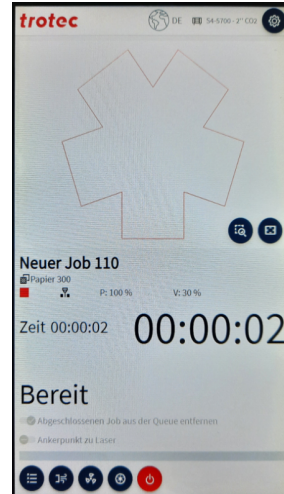 trotec
DE 54-5700 - 2" CO2
Neuer Job 110
Papier 300
P: 100 % V: 30 %
Zeit 00:00:02 00:00:02
Bereit
Abgeschlossenen Job aus der Queue entfernen
Ankerpunkt zu Laser